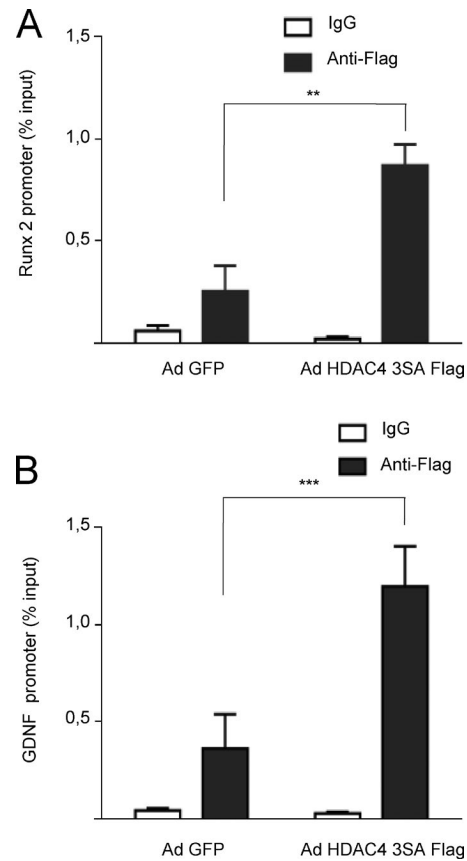 A
IgG
Anti-Flag
**
1,5
1,0
0,5
Runx 2 promoter (% input)
Ad GFP
Ad HDAC4 3SA Flag
B
IgG
Anti-Flag
***
1,5
1,0
0,5
GDNF promoter (% input)
Ad GFP
Ad HDAC4 3SA Flag